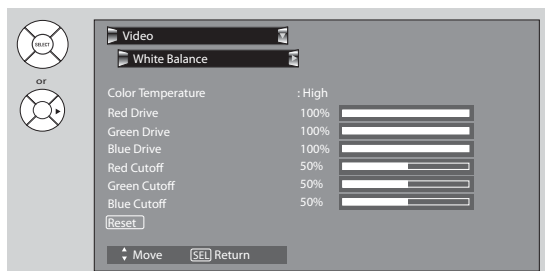 SELECT
or
Video
White Balance
Color Temperature : High
Red Drive 100%
Green Drive 100%
Blue Drive 100%
Red Cutoff 50%
Green Cutoff 50%
Blue Cutoff 50%
Reset
Move SEL Return